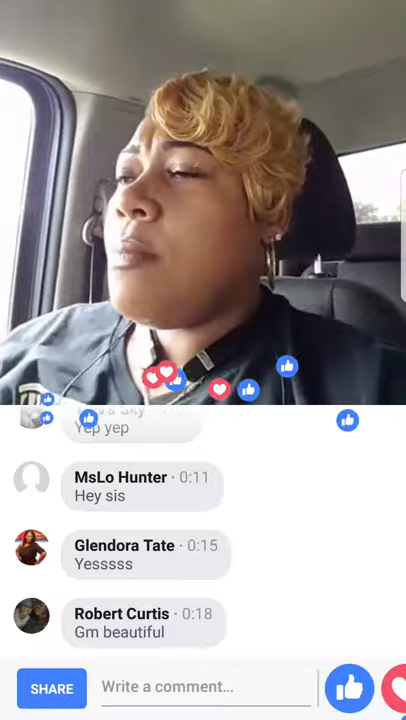 Yep yep
MsLo Hunter · 0:11
Hey sis
Glendora Tate · 0:15
Yesssss
Robert Curtis · 0:18
Gm beautiful
SHARE
Write a comment...